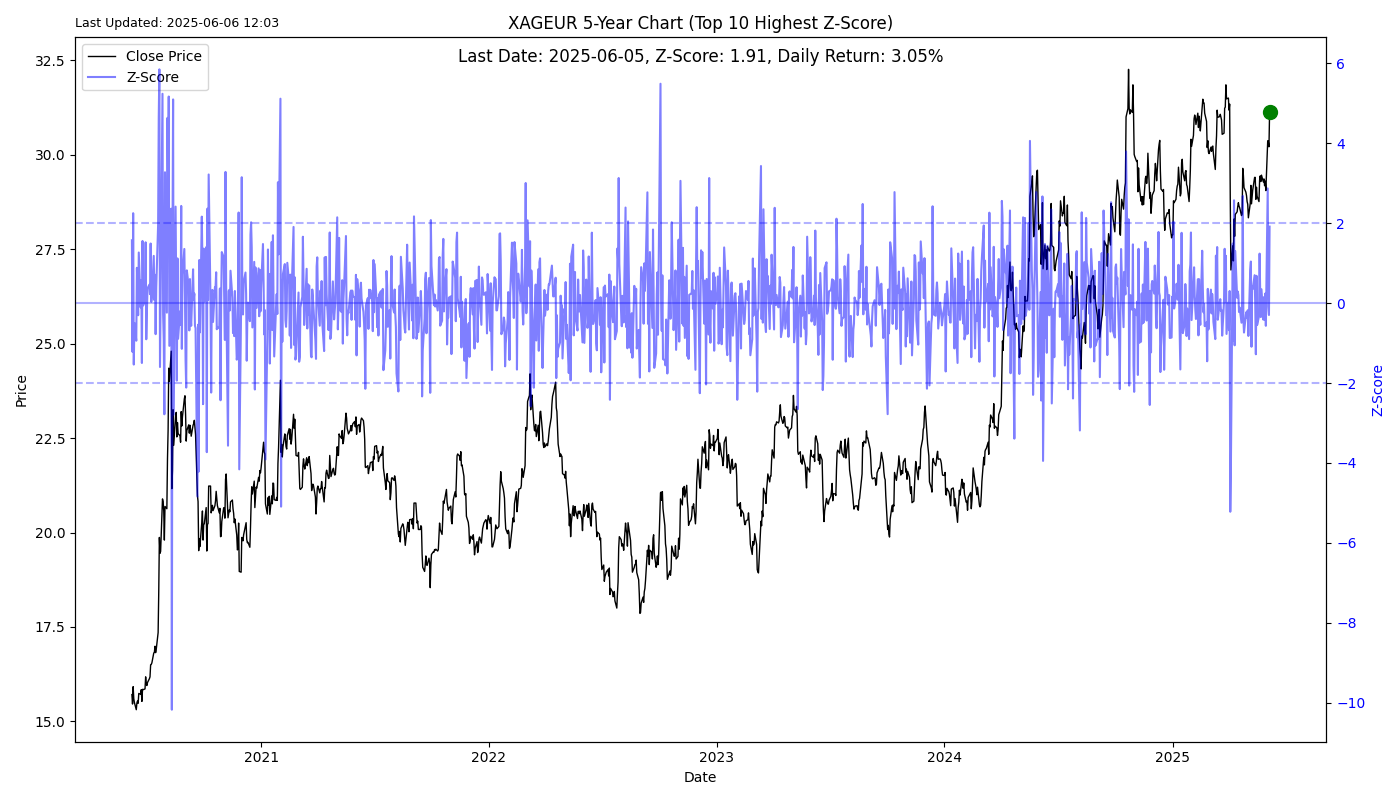 Last Updated: 2025-06-06 12:03
XAGEUR 5-Year Chart (Top 10 Highest Z-Score)
Last Date: 2025-06-05, Z-Score: 1.91, Daily Return: 3.05%
Close Price
Z-Score
32.5
30.0
27.5
25.0
22.5
20.0
17.5
15.0
Price
6
4
2
0
−2
−4
−6
−8
−10
Z-Score
2021
2022
2023
2024
2025
Date